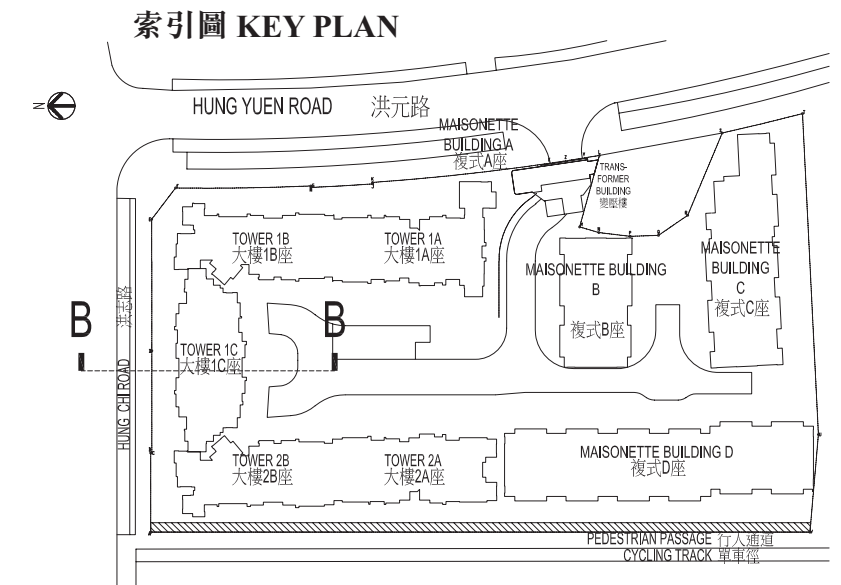 索引圖 KEY PLAN
N
HUNG YUEN ROAD 洪元路
MAISONETTE
BUILDING A
複式A座
TRANS-
FORMER
BUILDING
變壓樓
TOWER 1B
大樓1B座
TOWER 1A
大樓1A座
MAISONETTE BUILDING
B
複式B座
MAISONETTE
BUILDING
C
複式C座
B
B
TOWER 1C
大樓1C座
HUNG CHI ROAD 洪志路
TOWER 2B
大樓2B座
TOWER 2A
大樓2A座
MAISONETTE BUILDING D
複式D座
PEDESTRIAN PASSAGE 行人通道
CYCLING TRACK 單車徑